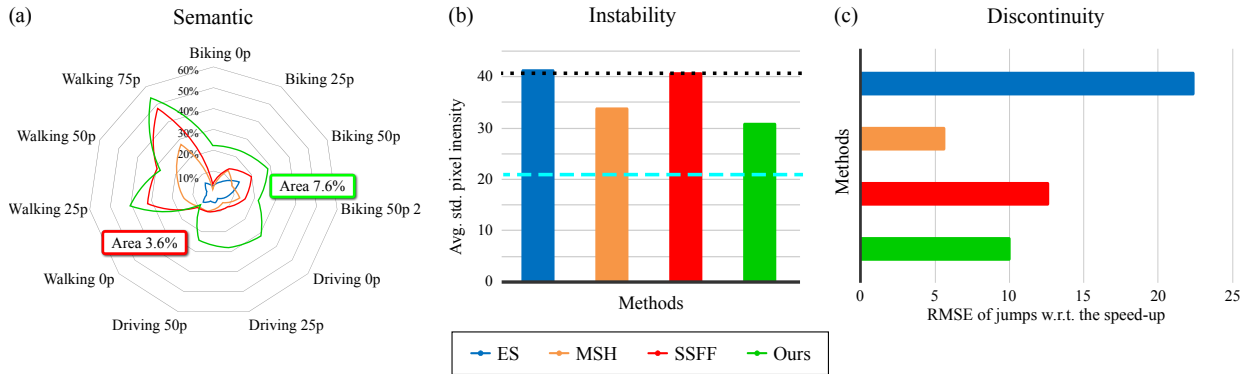 (a)
Semantic
Biking 0p
Biking 25p
Biking 50p
Biking 50p 2
Driving 0p
Driving 25p
Driving 50p
Walking 0p
Walking 25p
Walking 50p
Walking 75p
60%
50%
40%
30%
20%
10%
Area 7.6%
Area 3.6%
(b)
Instability
Avg. std. pixel inensity
40
30
20
10
0
Methods
(c)
Discontinuity
Methods
0
5
10
15
20
25
RMSE of jumps w.r.t. the speed-up
ES
MSH
SSFF
Ours